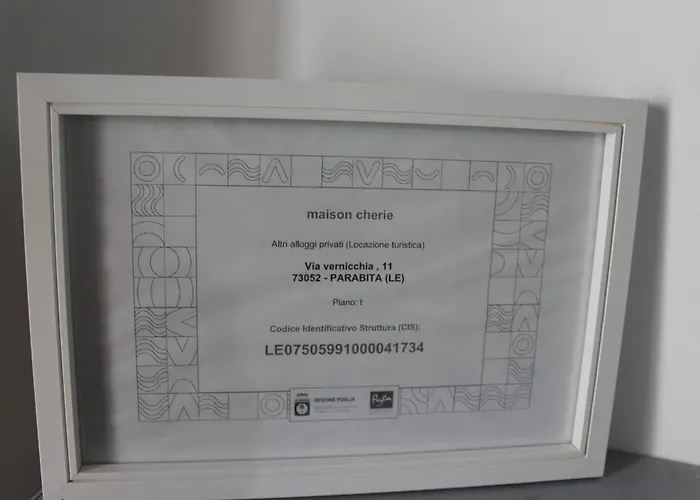 maison cherie
Altri alloggi privati (Locazione turistica)
Via vernicchia , 11
73052 - PARABITA (LE)
Piano: t
Codice Identificativo Struttura (CIS):
LE07505991000041734
REGIONE PUGLIA
Puglia